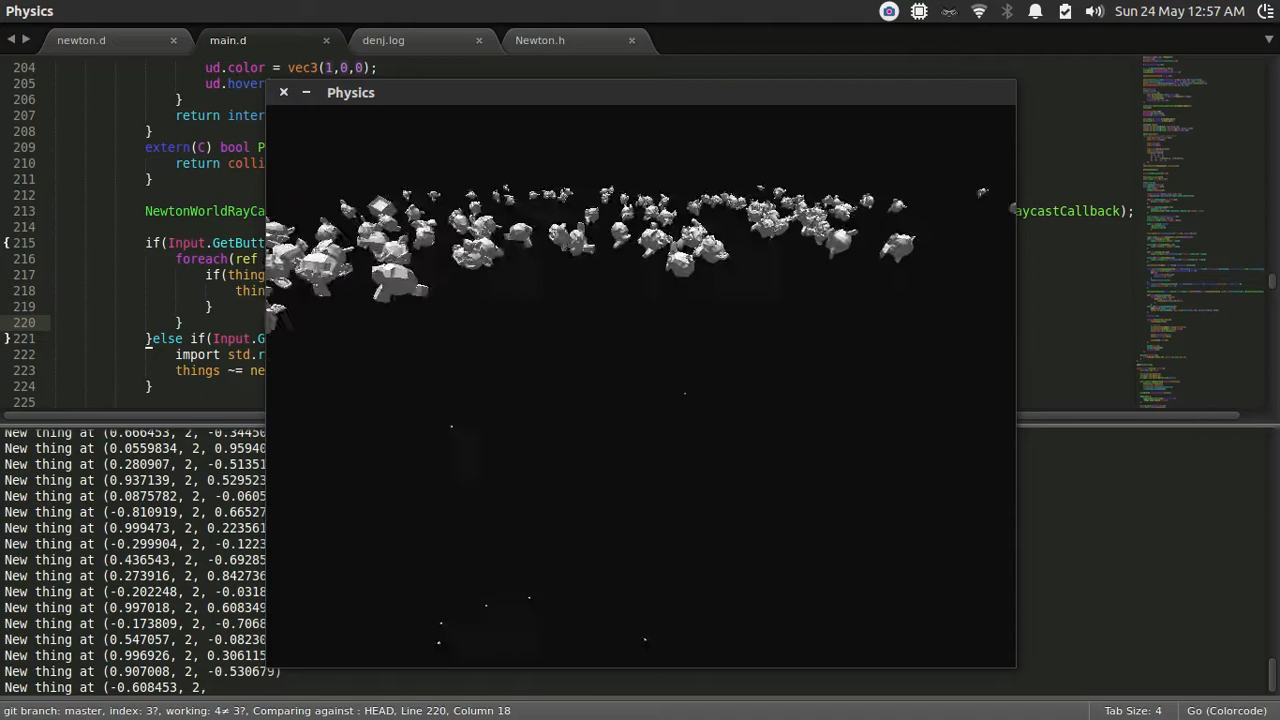 Physics
Sun 24 May 12:57 AM
newton.d
main.d
denj.log
Newton.h
204 ud.color = vec3(1,0,0);
205 ud.hover
206 }
207 return inter
208 }
209 extern(C) bool P
210 return colli
211 }
212
213 NewtonWorldRayCa aycastCallback);
214
{ 215 if(Input.GetButt
216 foreach(ref
217 if(thing
218 thin
219 }
220 }
} 221 }else if(Input.G
222 import std.r
223 things ~= ne
224 }
225
Physics
New thing at (0.666453, 2, -0.34450
New thing at (0.0559834, 2, 0.95940
New thing at (0.280907, 2, -0.51351
New thing at (0.937139, 2, 0.529523
New thing at (0.0875782, 2, -0.0605
New thing at (-0.810919, 2, 0.66527
New thing at (0.999473, 2, 0.223561
New thing at (-0.299904, 2, -0.1223
New thing at (0.436543, 2, -0.69285
New thing at (0.273916, 2, 0.842736
New thing at (-0.202248, 2, -0.0318
New thing at (0.997018, 2, 0.608349
New thing at (-0.173809, 2, -0.7068
New thing at (0.547057, 2, -0.08230
New thing at (0.996926, 2, 0.306115
New thing at (0.907008, 2, -0.530679)
New thing at (-0.608453, 2,
git branch: master, index: 3?, working: 4≠ 3?, Comparing against : HEAD, Line 220, Column 18
Tab Size: 4
Go (Colorcode)